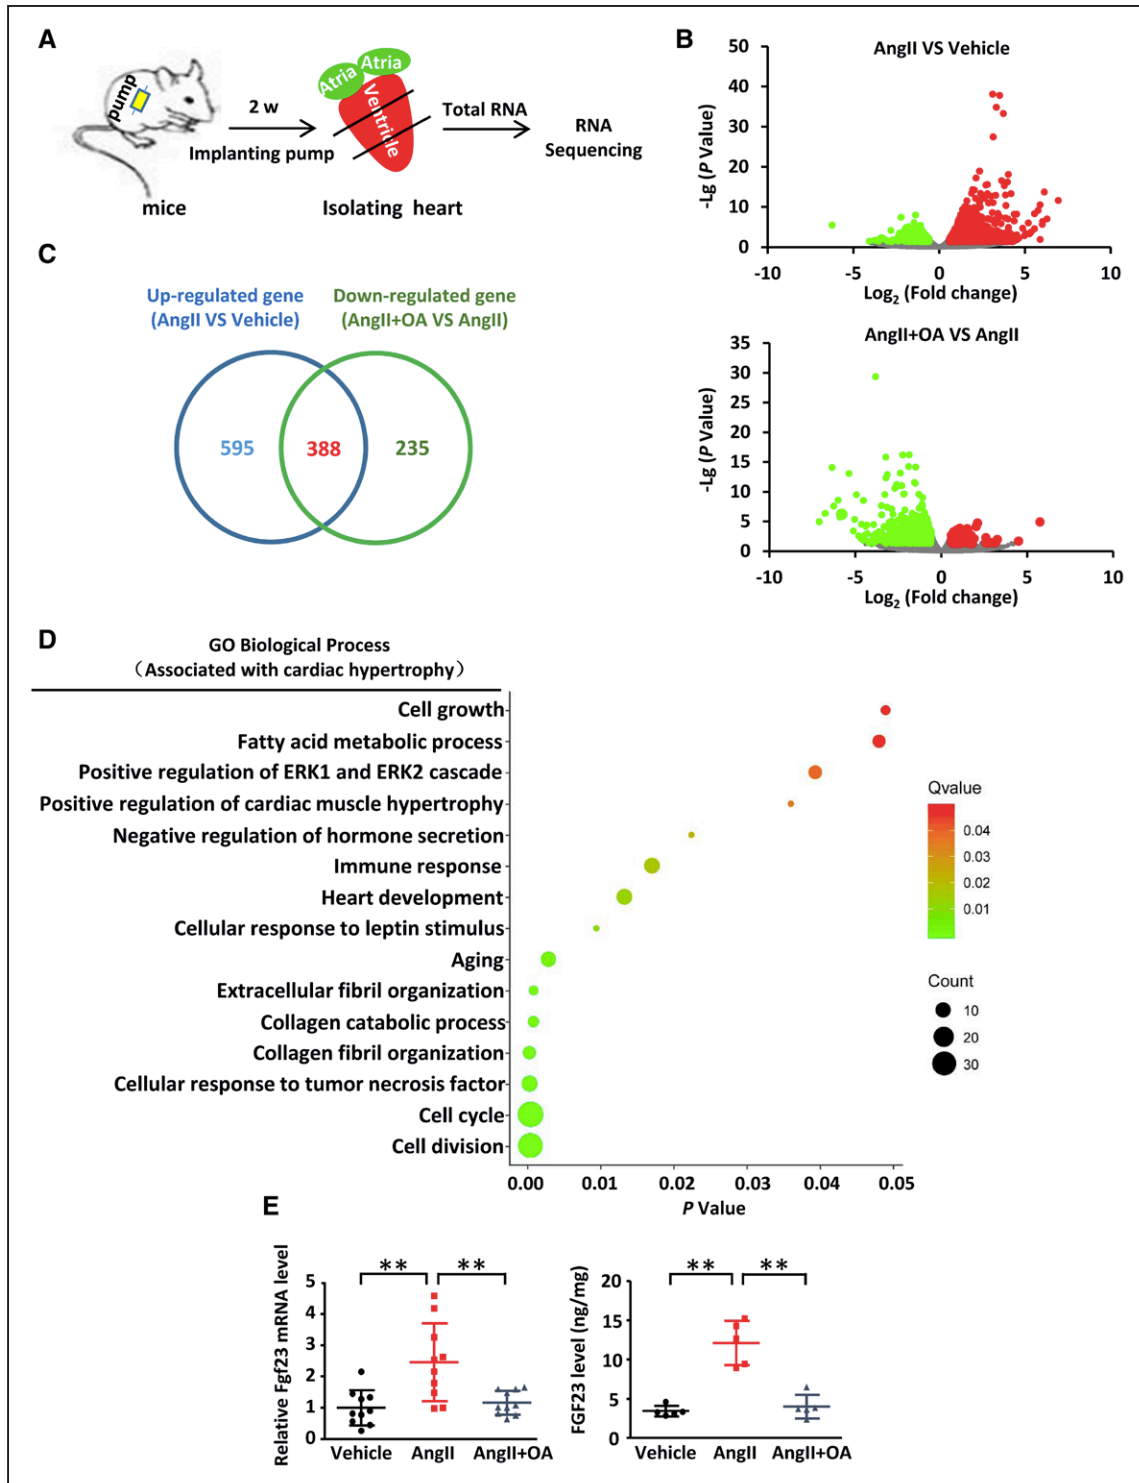 A
pump
mice
2 w
Implanting pump
Atria
Atria
Ventricle
Isolating heart
Total RNA
RNA
Sequencing
B
AngII VS Vehicle
-Lg (P Value)
50
40
30
20
10
0
-10
-5
0
5
10
Log2 (Fold change)
AngII+OA VS AngII
-Lg (P Value)
35
30
25
20
15
10
5
0
-10
-5
0
5
10
Log2 (Fold change)
C
Up-regulated gene
(AngII VS Vehicle)
Down-regulated gene
(AngII+OA VS AngII)
595
388
235
D
GO Biological Process
（Associated with cardiac hypertrophy）
Cell growth
Fatty acid metabolic process
Positive regulation of ERK1 and ERK2 cascade
Positive regulation of cardiac muscle hypertrophy
Negative regulation of hormone secretion
Immune response
Heart development
Cellular response to leptin stimulus
Aging
Extracellular fibril organization
Collagen catabolic process
Collagen fibril organization
Cellular response to tumor necrosis factor
Cell cycle
Cell division
0.00
0.01
0.02
0.03
0.04
0.05
P Value
Qvalue
0.04
0.03
0.02
0.01
Count
10
20
30
E
Relative Fgf23 mRNA level
5
4
3
2
1
0
**
**
Vehicle
AngII
AngII+OA
FGF23 level (ng/mg)
20
15
10
5
0
**
**
Vehicle
AngII
AngII+OA